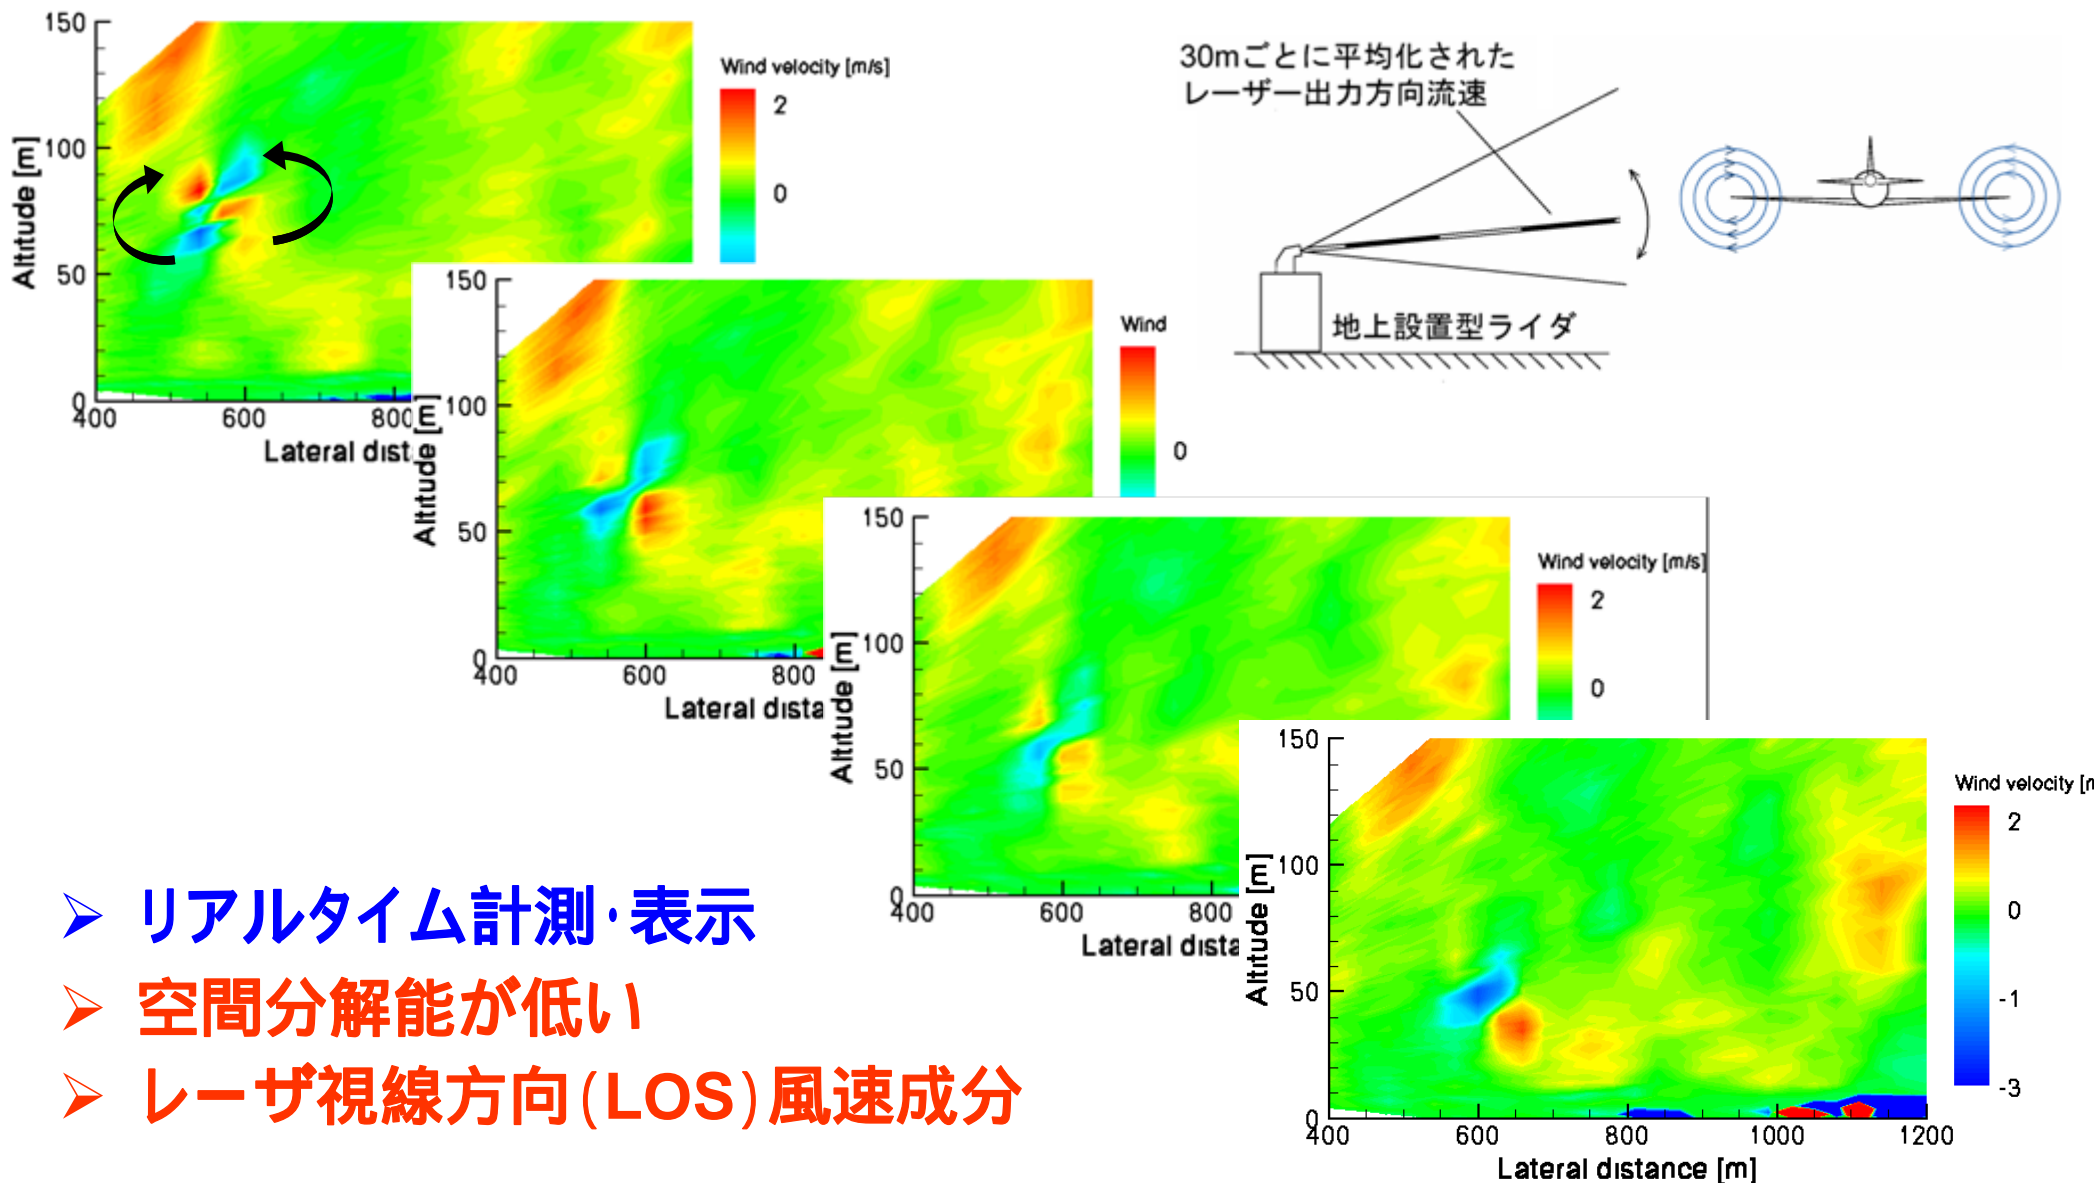 150
100
50
0
Altitude [m]
400
600
800
Lateral dist
Wind velocity [m/s]
2
0
30mごとに平均化された
レーザー出力方向流速
地上設置型ライダ
150
100
50
0
Altitude [m]
400
600
800
Lateral dista
Wind
0
150
100
50
0
Altitude [m]
400
600
800
Lateral dista
Wind velocity [m/s]
2
0
150
100
50
0
Altitude [m]
400
600
800
1000
1200
Lateral distance [m]
Wind velocity [m
2
0
-1
-3
➢ リアルタイム計測・表示
➢ 空間分解能が低い
➢ レーザ視線方向(LOS)風速成分